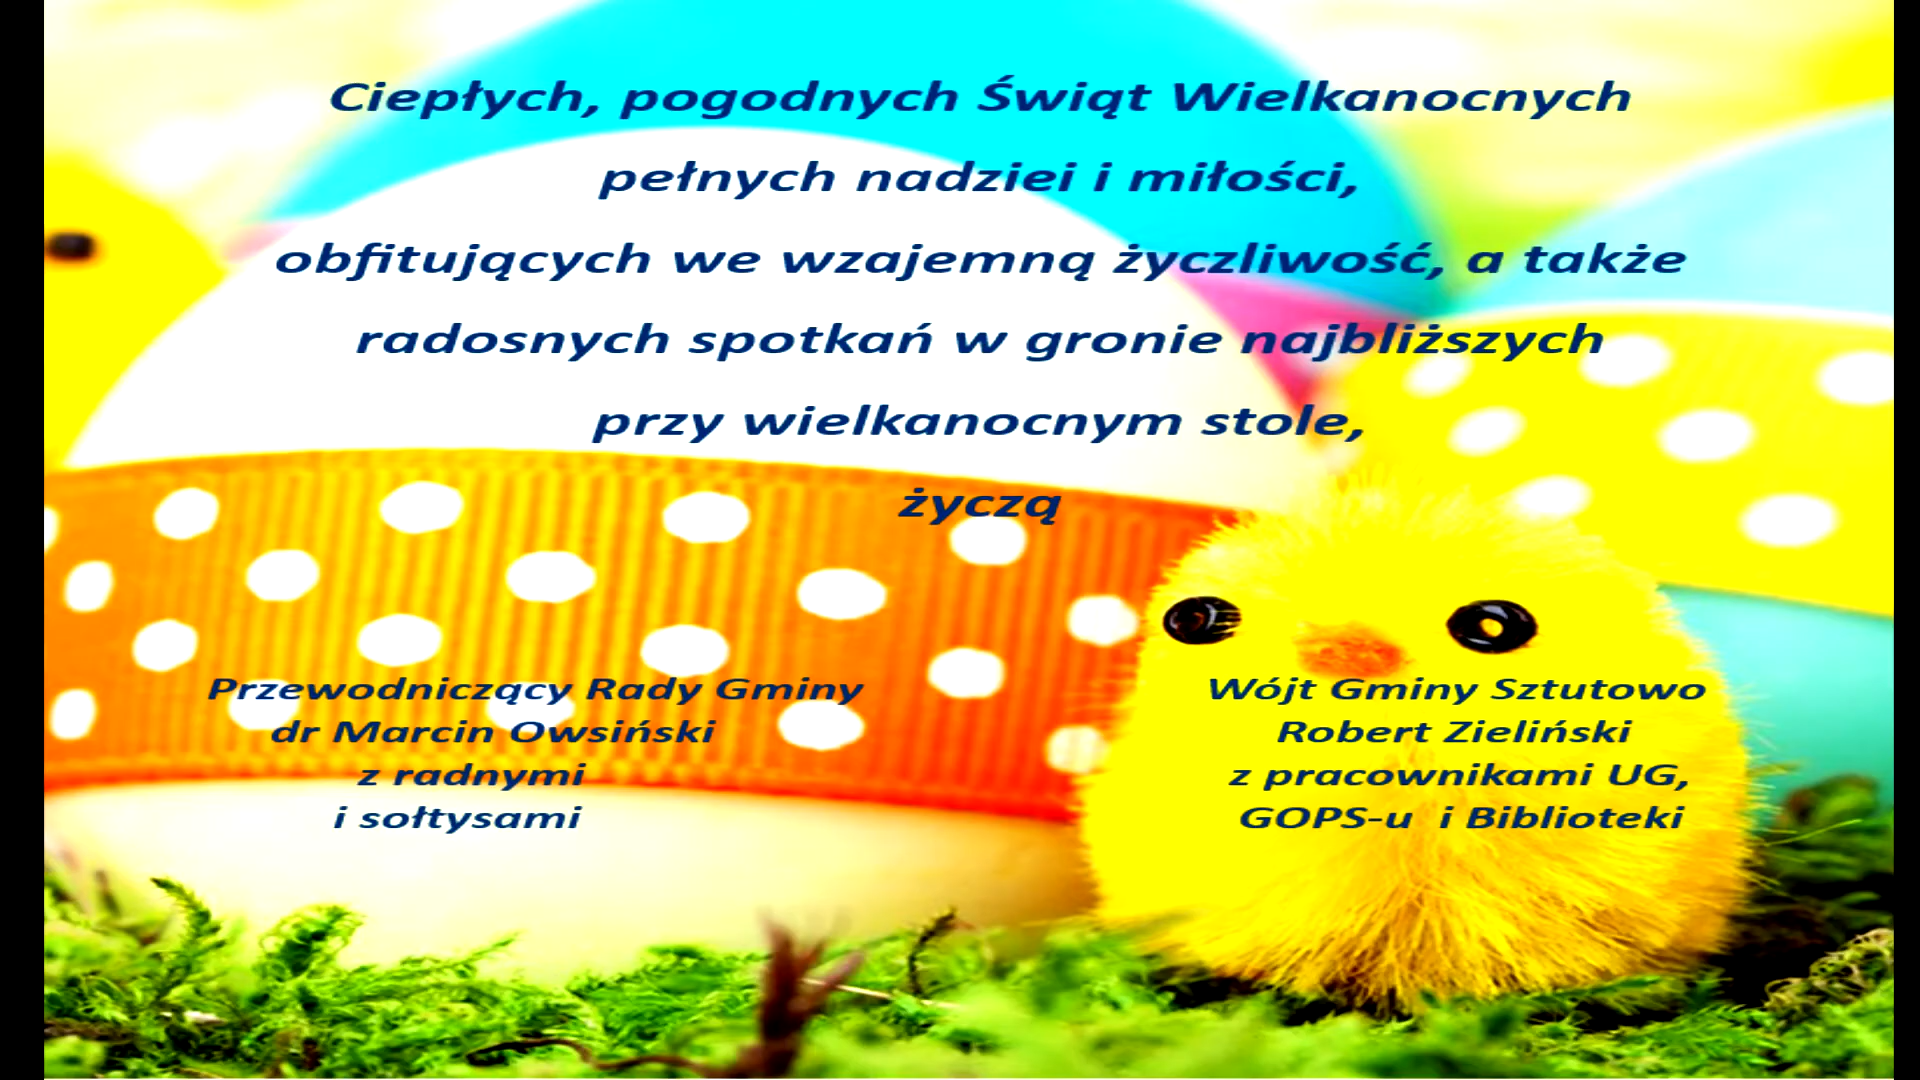 Ciepłych, pogodnych Świąt Wielkanocnych
pełnych nadziei i miłości,
obfitujących we wzajemną życzliwość, a także
radosnych spotkań w gronie najbliższych
przy wielkanocnym stole,
życzą
Przewodniczący Rady Gminy
dr Marcin Owsiński
z radnymi
i sołtysami
Wójt Gminy Sztutowo
Robert Zieliński
z pracownikami UG,
GOPS-u i Biblioteki